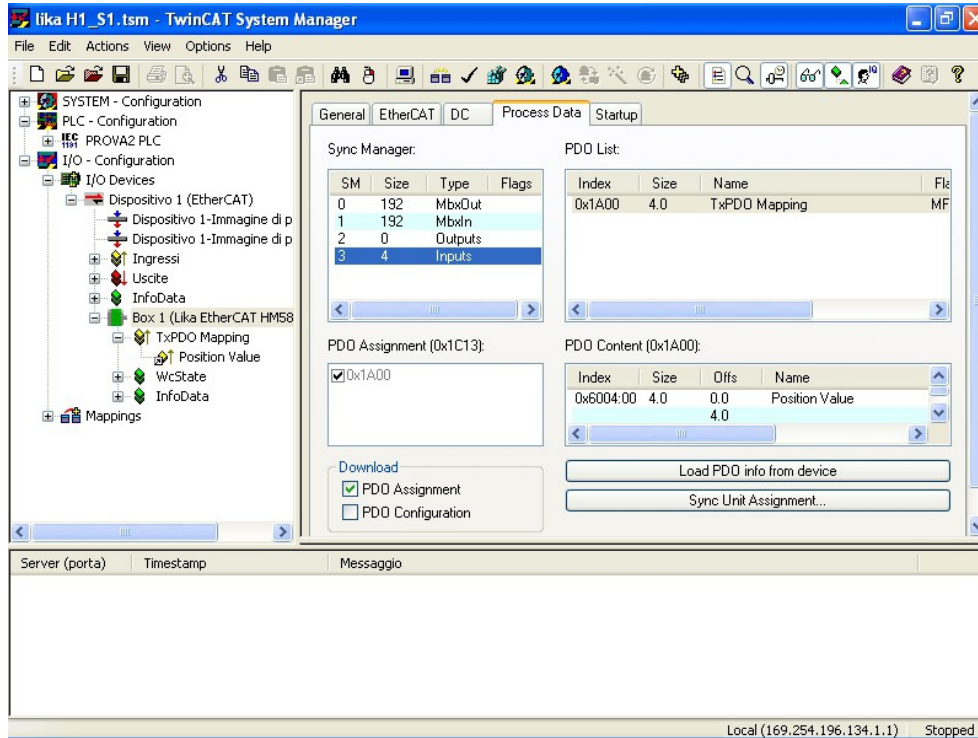 lika H1_S1.tsm - TwinCAT System Manager
File Edit Actions View Options Help
SYSTEM - Configuration
PLC - Configuration
IEC 1131 PROVA2 PLC
I/O - Configuration
I/O Devices
Dispositivo 1 (EtherCAT)
Dispositivo 1-Immagine di p
Dispositivo 1-Immagine di p
Ingressi
Uscite
InfoData
Box 1 (Lika EtherCAT HM58
TxPDO Mapping
Position Value
WcState
InfoData
Mappings
General EtherCAT DC Process Data Startup
Sync Manager:
SM Size Type Flags
0 192 MbxOut
1 192 MbxIn
2 0 Outputs
3 4 Inputs
PDO List:
Index Size Name Fla
0x1A00 4.0 TxPDO Mapping MF
PDO Assignment (0x1C13):
0x1A00
PDO Content (0x1A00):
Index Size Offs Name
0x6004:00 4.0 0.0 Position Value
4.0
Download
PDO Assignment
PDO Configuration
Load PDO info from device
Sync Unit Assignment...
Server (porta) Timestamp Messaggio
Local (169.254.196.134.1.1) Stopped